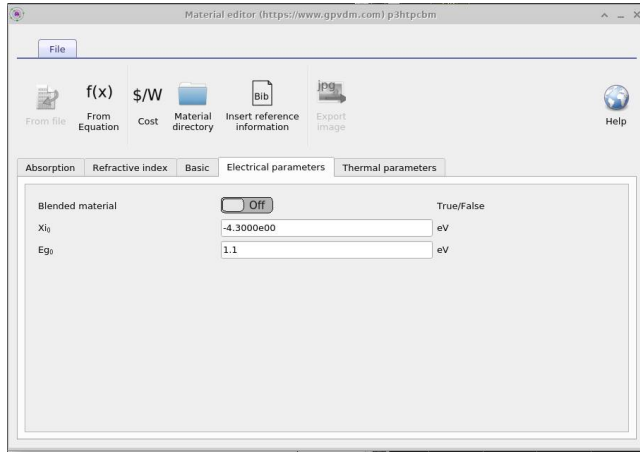 Material editor (https://www.gpvdm.com) p3htpcbm
File
From file
f(x)
From
Equation
$/W
Cost
Material
directory
Bib
Insert reference
information
jpg
Export
image
Help
Absorption
Refractive index
Basic
Electrical parameters
Thermal parameters
Blended material
Off
True/False
Xi₀
-4.3000e00
eV
Eg₀
1.1
eV